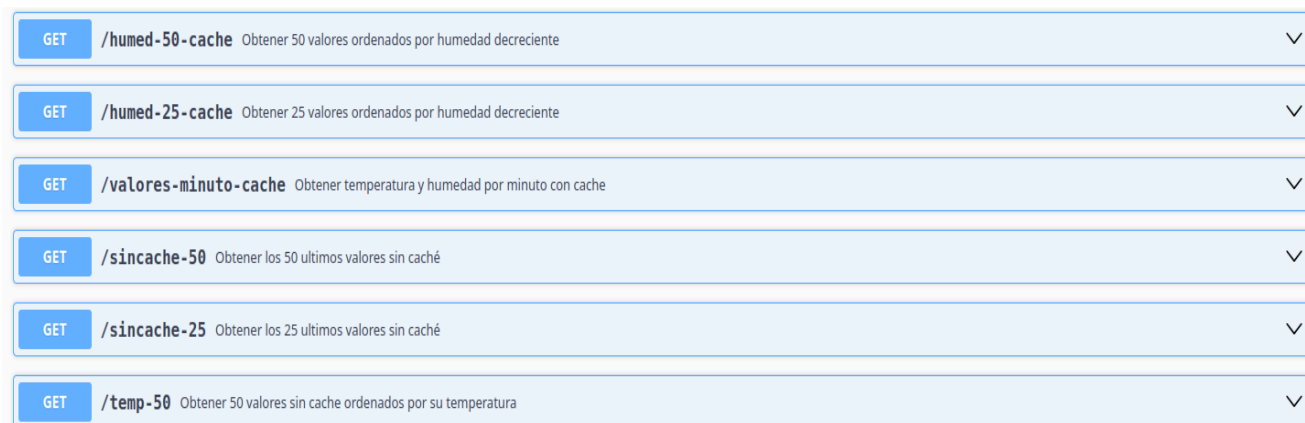 GET /humed-50-cache Obtener 50 valores ordenados por humedad decreciente
GET /humed-25-cache Obtener 25 valores ordenados por humedad decreciente
GET /valores-minuto-cache Obtener temperatura y humedad por minuto con cache
GET /sincache-50 Obtener los 50 ultimos valores sin caché
GET /sincache-25 Obtener los 25 ultimos valores sin caché
GET /temp-50 Obtener 50 valores sin cache ordenados por su temperatura